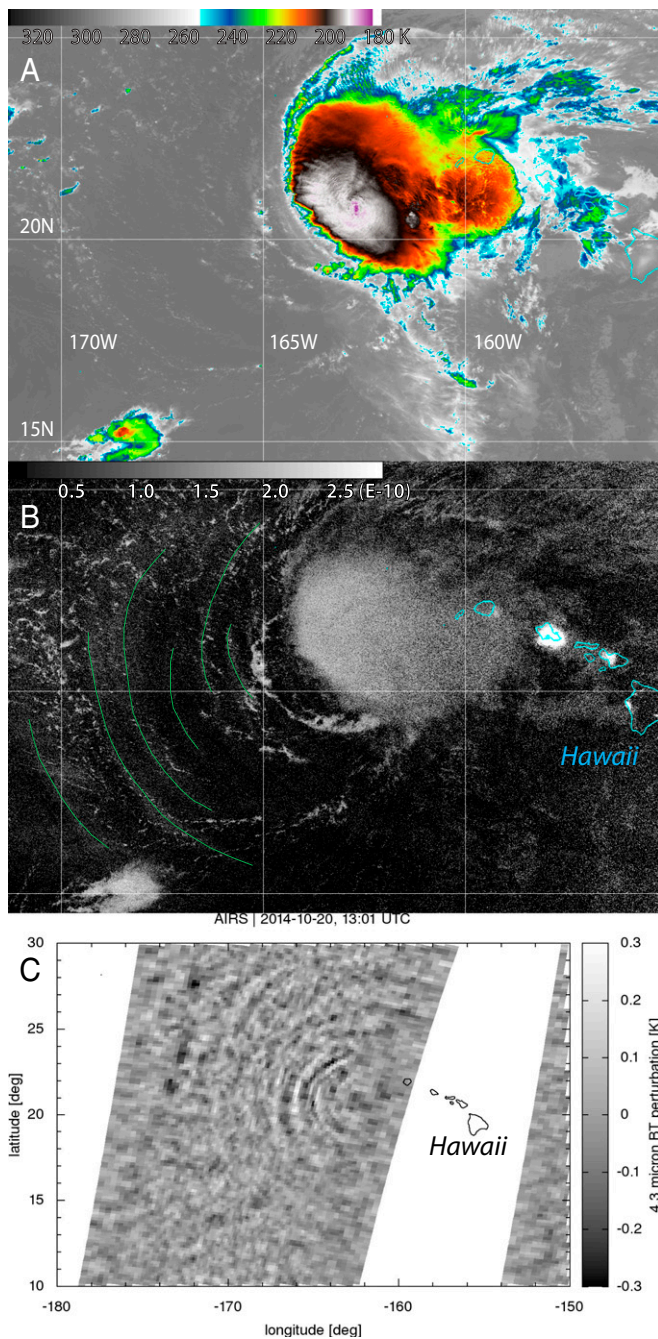 320 300 280 260 240 220 200 180 K
A
20N
170W 165W 160W
15N
0.5 1.0 1.5 2.0 2.5 (E-10)
B
Hawaii
AIRS | 2014-10-20, 13:01 UTC
C
30
25
20
15
10
latitude [deg]
Hawaii
-180 -170 -160 -150
longitude [deg]
0.3
0.2
0.1
0
-0.1
-0.2
-0.3
4.3 micron BT perturbation [K]